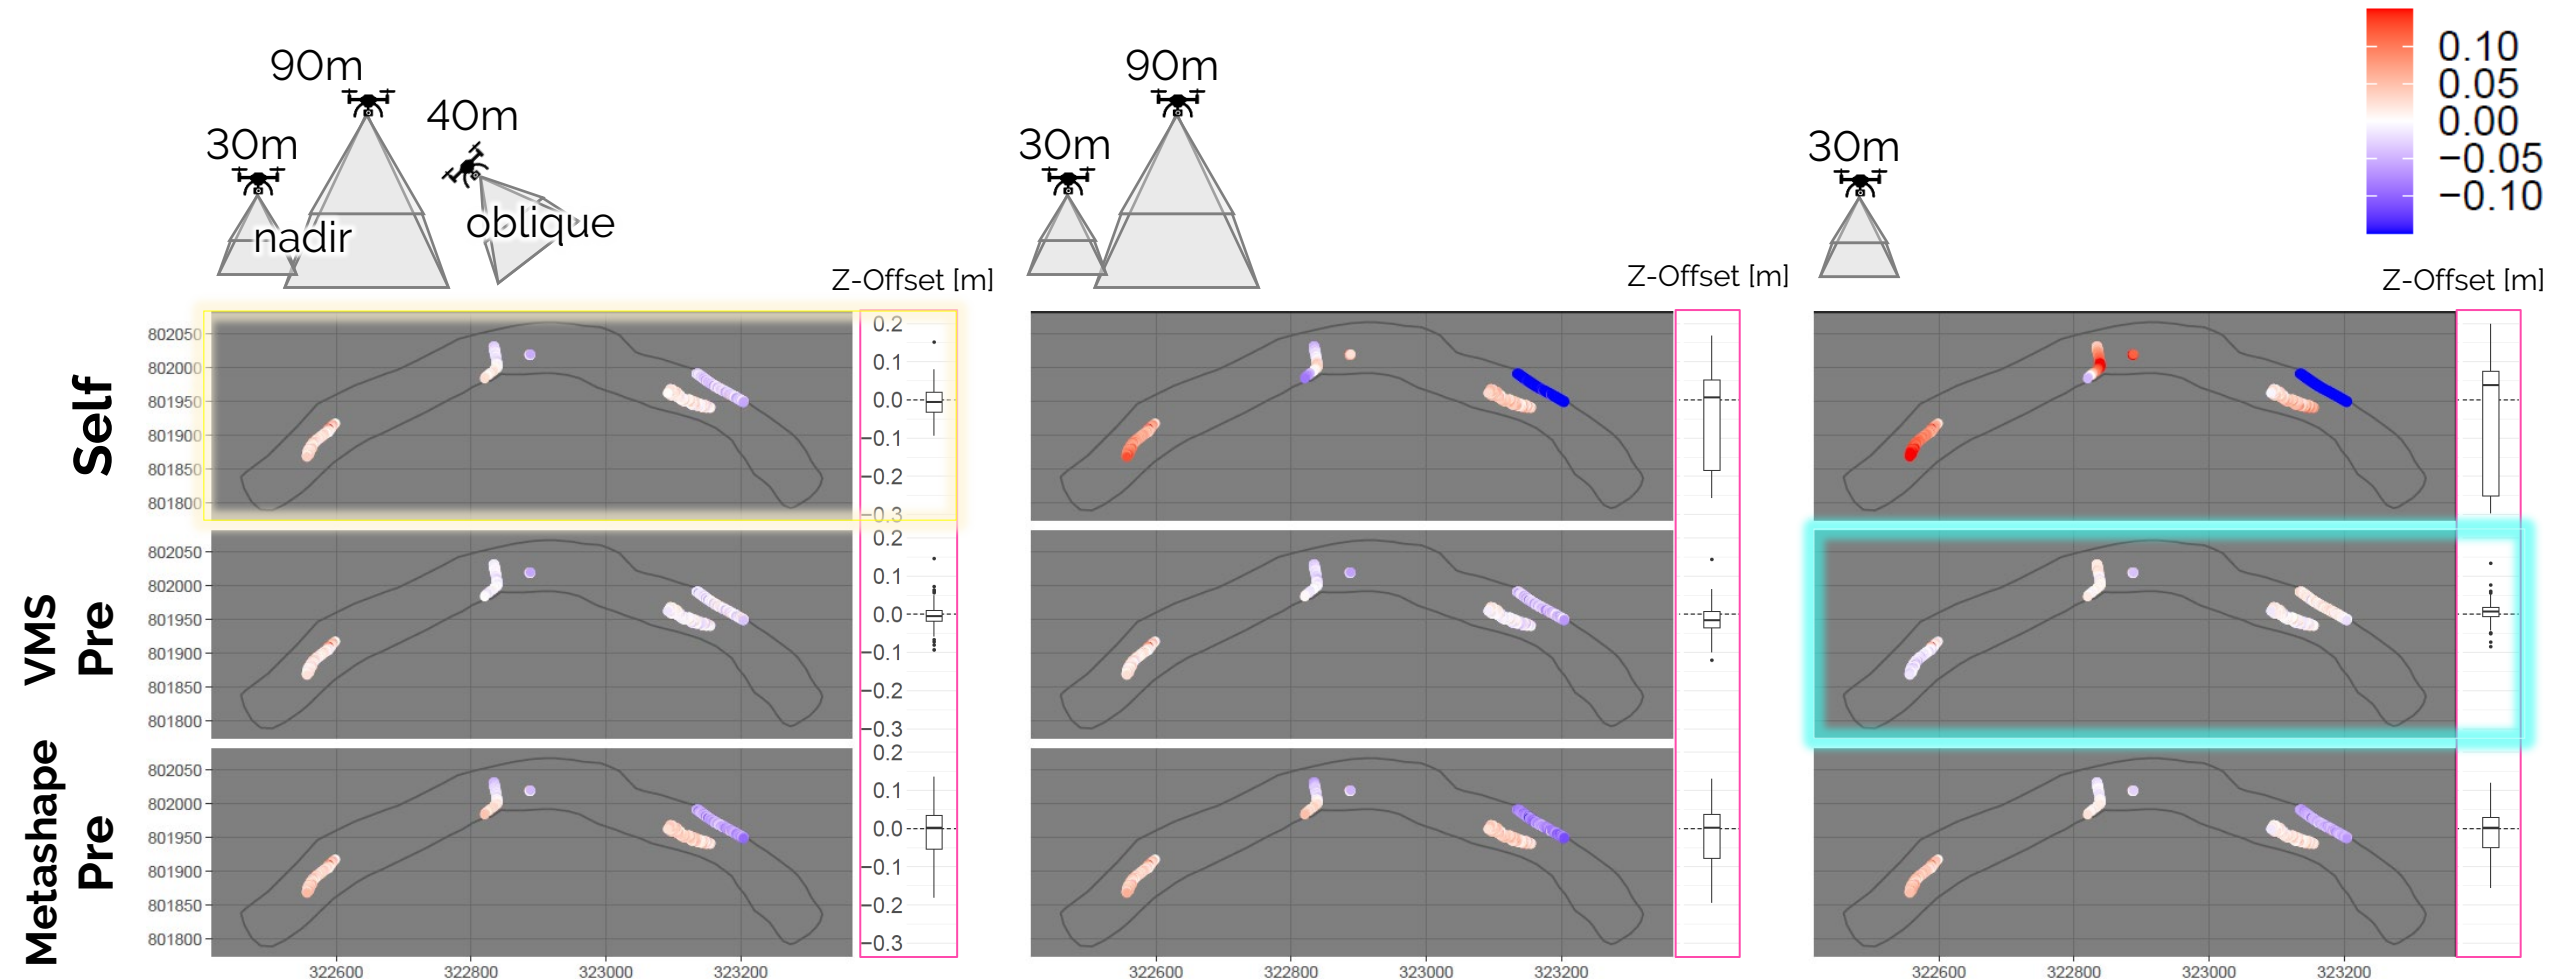 90m
30m
40m
nadir
oblique
90m
30m
30m
0.10
0.05
0.00
−0.05
−0.10
Z-Offset [m]
Z-Offset [m]
Z-Offset [m]
Self
802050
802000
801950
801900
801850
801800
0.2
0.1
0.0
−0.1
−0.2
−0.3
VMS
Pre
802050
802000
801950
801900
801850
801800
0.2
0.1
0.0
−0.1
−0.2
−0.3
Metashape
Pre
802050
802000
801950
801900
801850
801800
0.2
0.1
0.0
−0.1
−0.2
−0.3
322600 322800 323000 323200
322600 322800 323000 323200
322600 322800 323000 323200